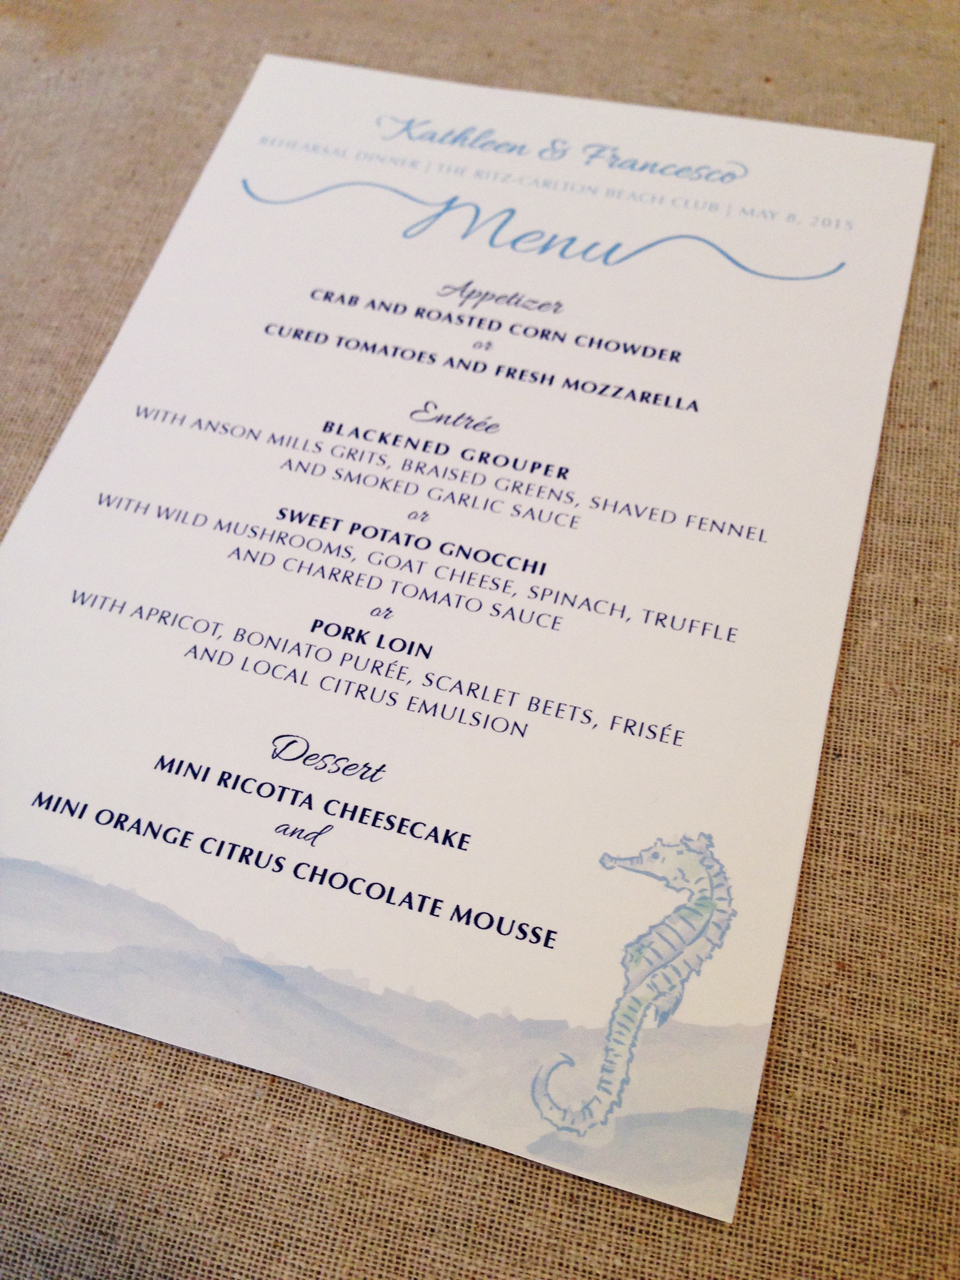 Kathleen & Francesco
REHEARSAL DINNER | THE RITZ-CARLTON BEACH CLUB | MAY 8, 2015
Menu
Appetizer
CRAB AND ROASTED CORN CHOWDER
or
CURED TOMATOES AND FRESH MOZZARELLA
Entrée
BLACKENED GROUPER
WITH ANSON MILLS GRITS, BRAISED GREENS, SHAVED FENNEL
AND SMOKED GARLIC SAUCE
or
SWEET POTATO GNOCCHI
WITH WILD MUSHROOMS, GOAT CHEESE, SPINACH, TRUFFLE
AND CHARRED TOMATO SAUCE
or
PORK LOIN
WITH APRICOT, BONIATO PURÉE, SCARLET BEETS, FRISÉE
AND LOCAL CITRUS EMULSION
Dessert
MINI RICOTTA CHEESECAKE
and
MINI ORANGE CITRUS CHOCOLATE MOUSSE